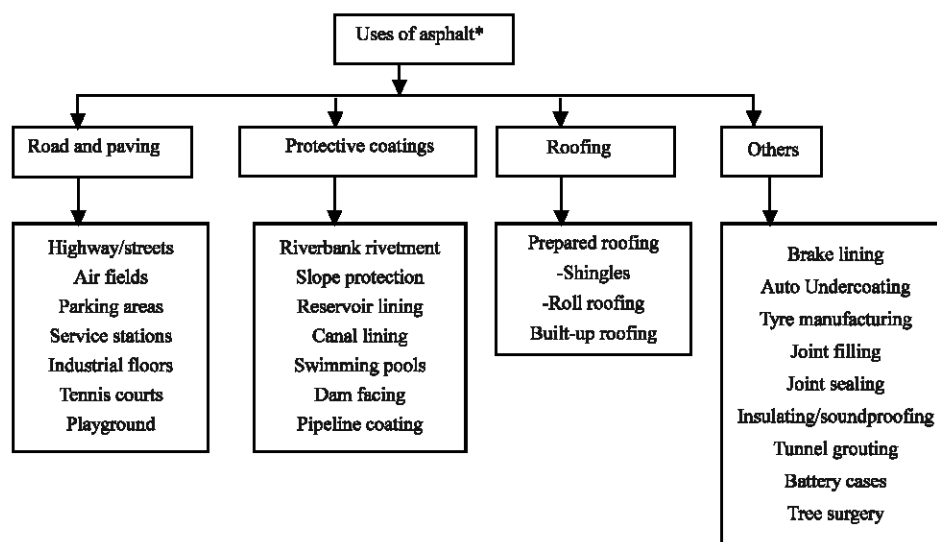 Uses of asphalt*
Road and paving
Highway/streets
Air fields
Parking areas
Service stations
Industrial floors
Tennis courts
Playground
Protective coatings
Riverbank rivetment
Slope protection
Reservoir lining
Canal lining
Swimming pools
Dam facing
Pipeline coating
Roofing
Prepared roofing
-Shingles
-Roll roofing
Built-up roofing
Others
Brake lining
Auto Undercoating
Tyre manufacturing
Joint filling
Joint sealing
Insulating/soundproofing
Tunnel grouting
Battery cases
Tree surgery